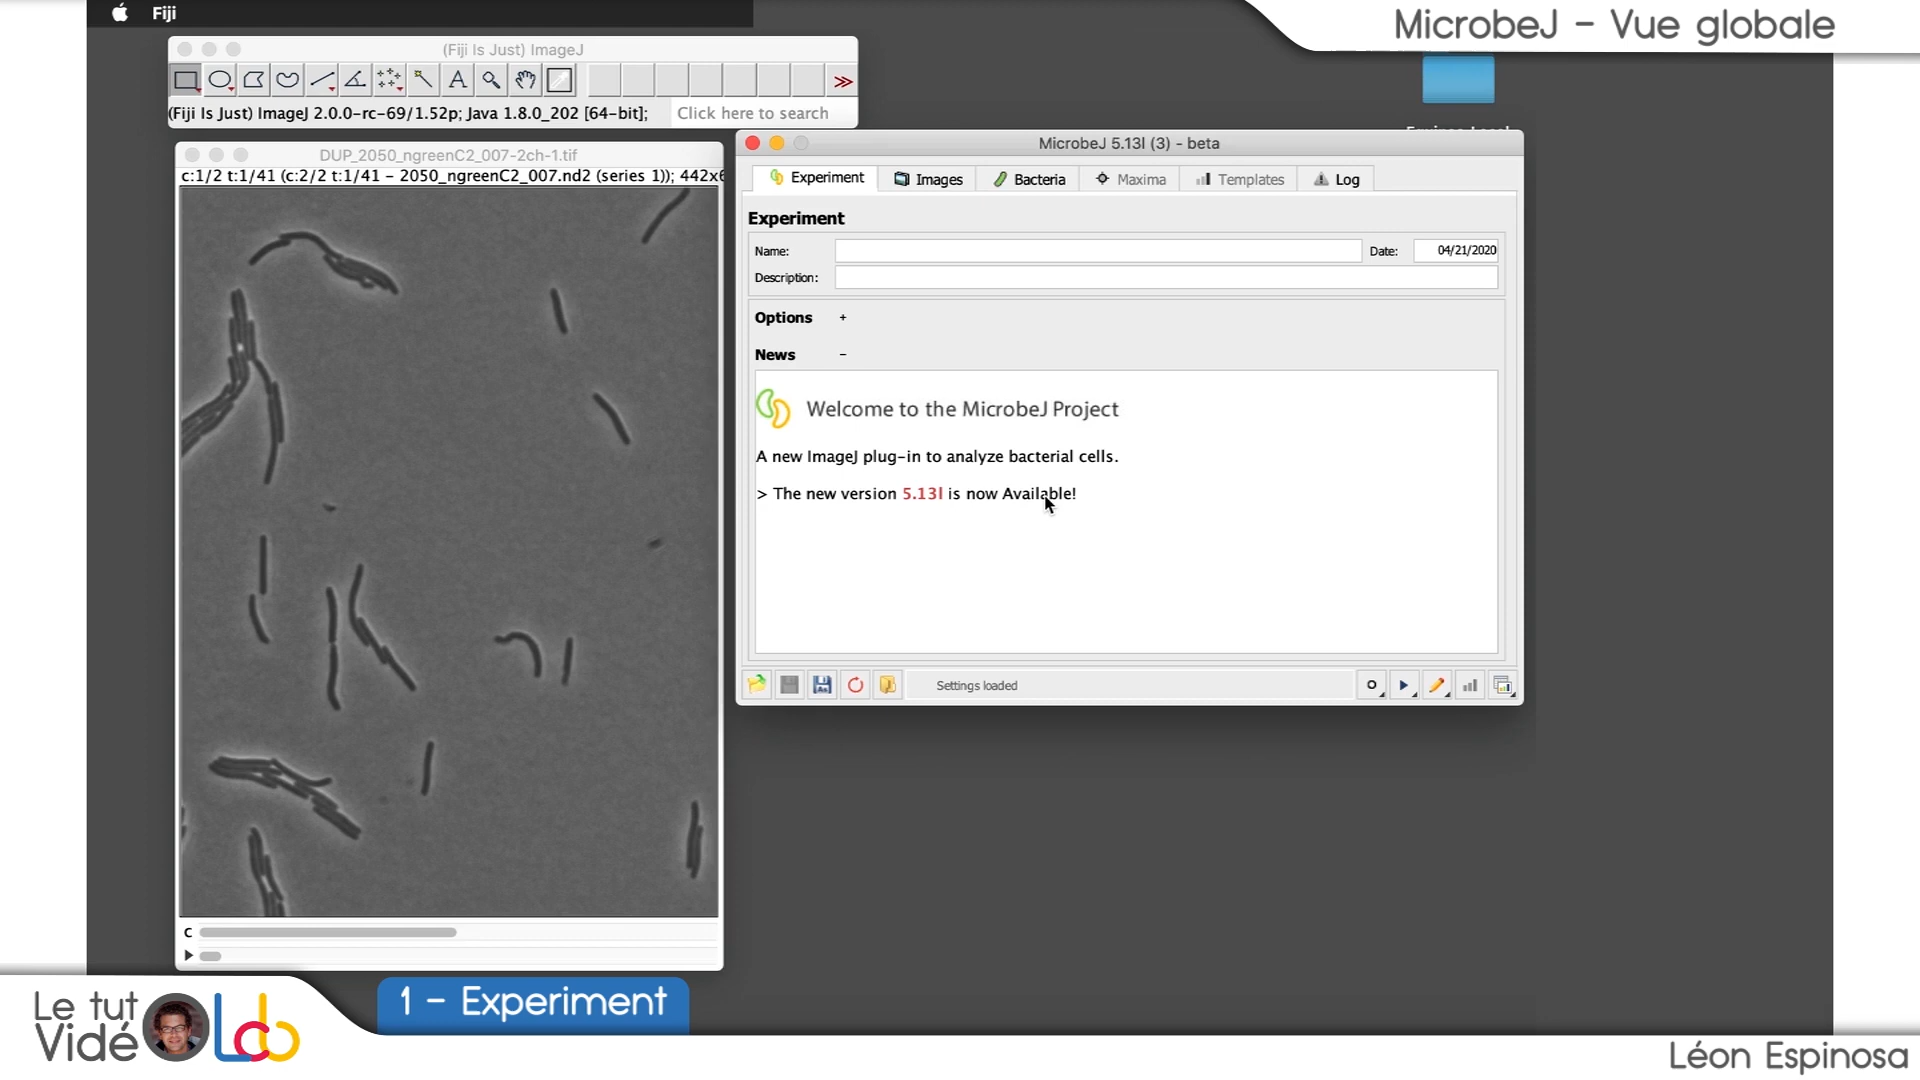 Fiji
MicrobeJ - Vue globale
(Fiji Is Just) ImageJ
(Fiji Is Just) ImageJ 2.0.0-rc-69/1.52p; Java 1.8.0_202 [64-bit];
Click here to search
DUP_2050_ngreenC2_007-2ch-1.tif
c:1/2 t:1/41 (c:2/2 t:1/41 - 2050_ngreenC2_007.nd2 (series 1)); 442x6
MicrobeJ 5.13l (3) - beta
Experiment
Images
Bacteria
Maxima
Templates
Log
Experiment
Name:
Date:
04/21/2020
Description:
Options +
News -
Welcome to the MicrobeJ Project
A new ImageJ plug-in to analyze bacterial cells.
> The new version 5.13l is now Available!
Settings loaded
C
1 - Experiment
Le tut
Vidé
Lcb
Léon Espinosa